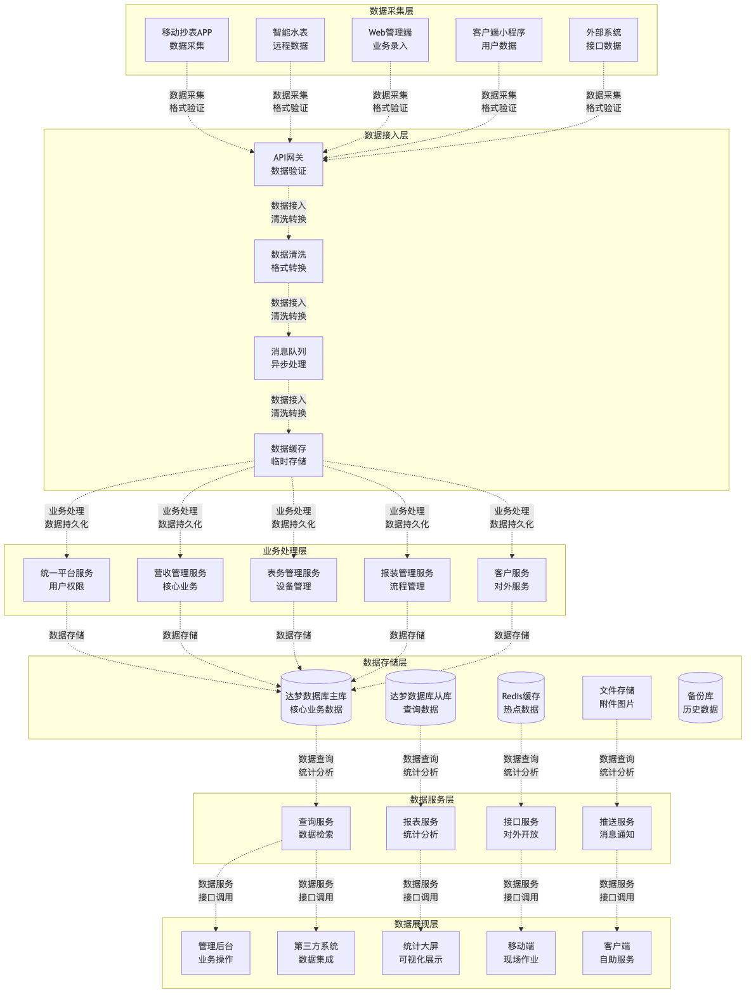 数据采集层
移动抄表APP
数据采集
智能水表
远程数据
Web管理端
业务录入
客户端小程序
用户数据
外部系统
接口数据
数据采集
格式验证
数据采集
格式验证
数据采集
格式验证
数据采集
格式验证
数据采集
格式验证
数据接入层
API网关
数据验证
数据接入
清洗转换
数据清洗
格式转换
数据接入
清洗转换
消息队列
异步处理
数据接入
清洗转换
数据缓存
临时存储
业务处理
数据持久化
业务处理
数据持久化
业务处理
数据持久化
业务处理
数据持久化
业务处理
数据持久化
业务处理层
统一平台服务
用户权限
营收管理服务
核心业务
表务管理服务
设备管理
报装管理服务
流程管理
客户服务
对外服务
数据存储
数据存储
数据存储
数据存储
数据存储
数据存储层
达梦数据库主库
核心业务数据
达梦数据库从库
查询数据
Redis缓存
热点数据
文件存储
附件图片
备份库
历史数据
数据查询
统计分析
数据查询
统计分析
数据查询
统计分析
数据查询
统计分析
数据服务层
查询服务
数据检索
报表服务
统计分析
接口服务
对外开放
推送服务
消息通知
数据服务
接口调用
数据服务
接口调用
数据服务
接口调用
数据服务
接口调用
数据服务
接口调用
数据展现层
管理后台
业务操作
第三方系统
数据集成
统计大屏
可视化展示
移动端
现场作业
客户端
自助服务